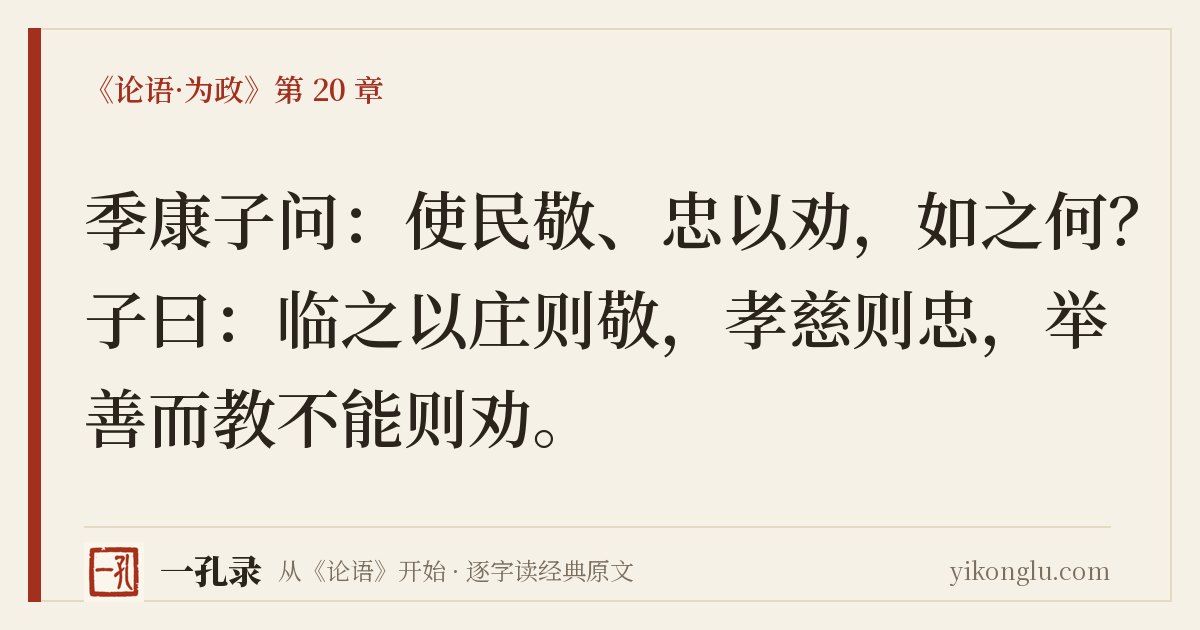 《论语·为政》第 20 章
季康子问：使民敬、忠以劝，如之何？
子曰：临之以庄则敬，孝慈则忠，举
善而教不能则劝。
一孔
一孔录 从《论语》开始 · 逐字读经典原文 yikonglu.com